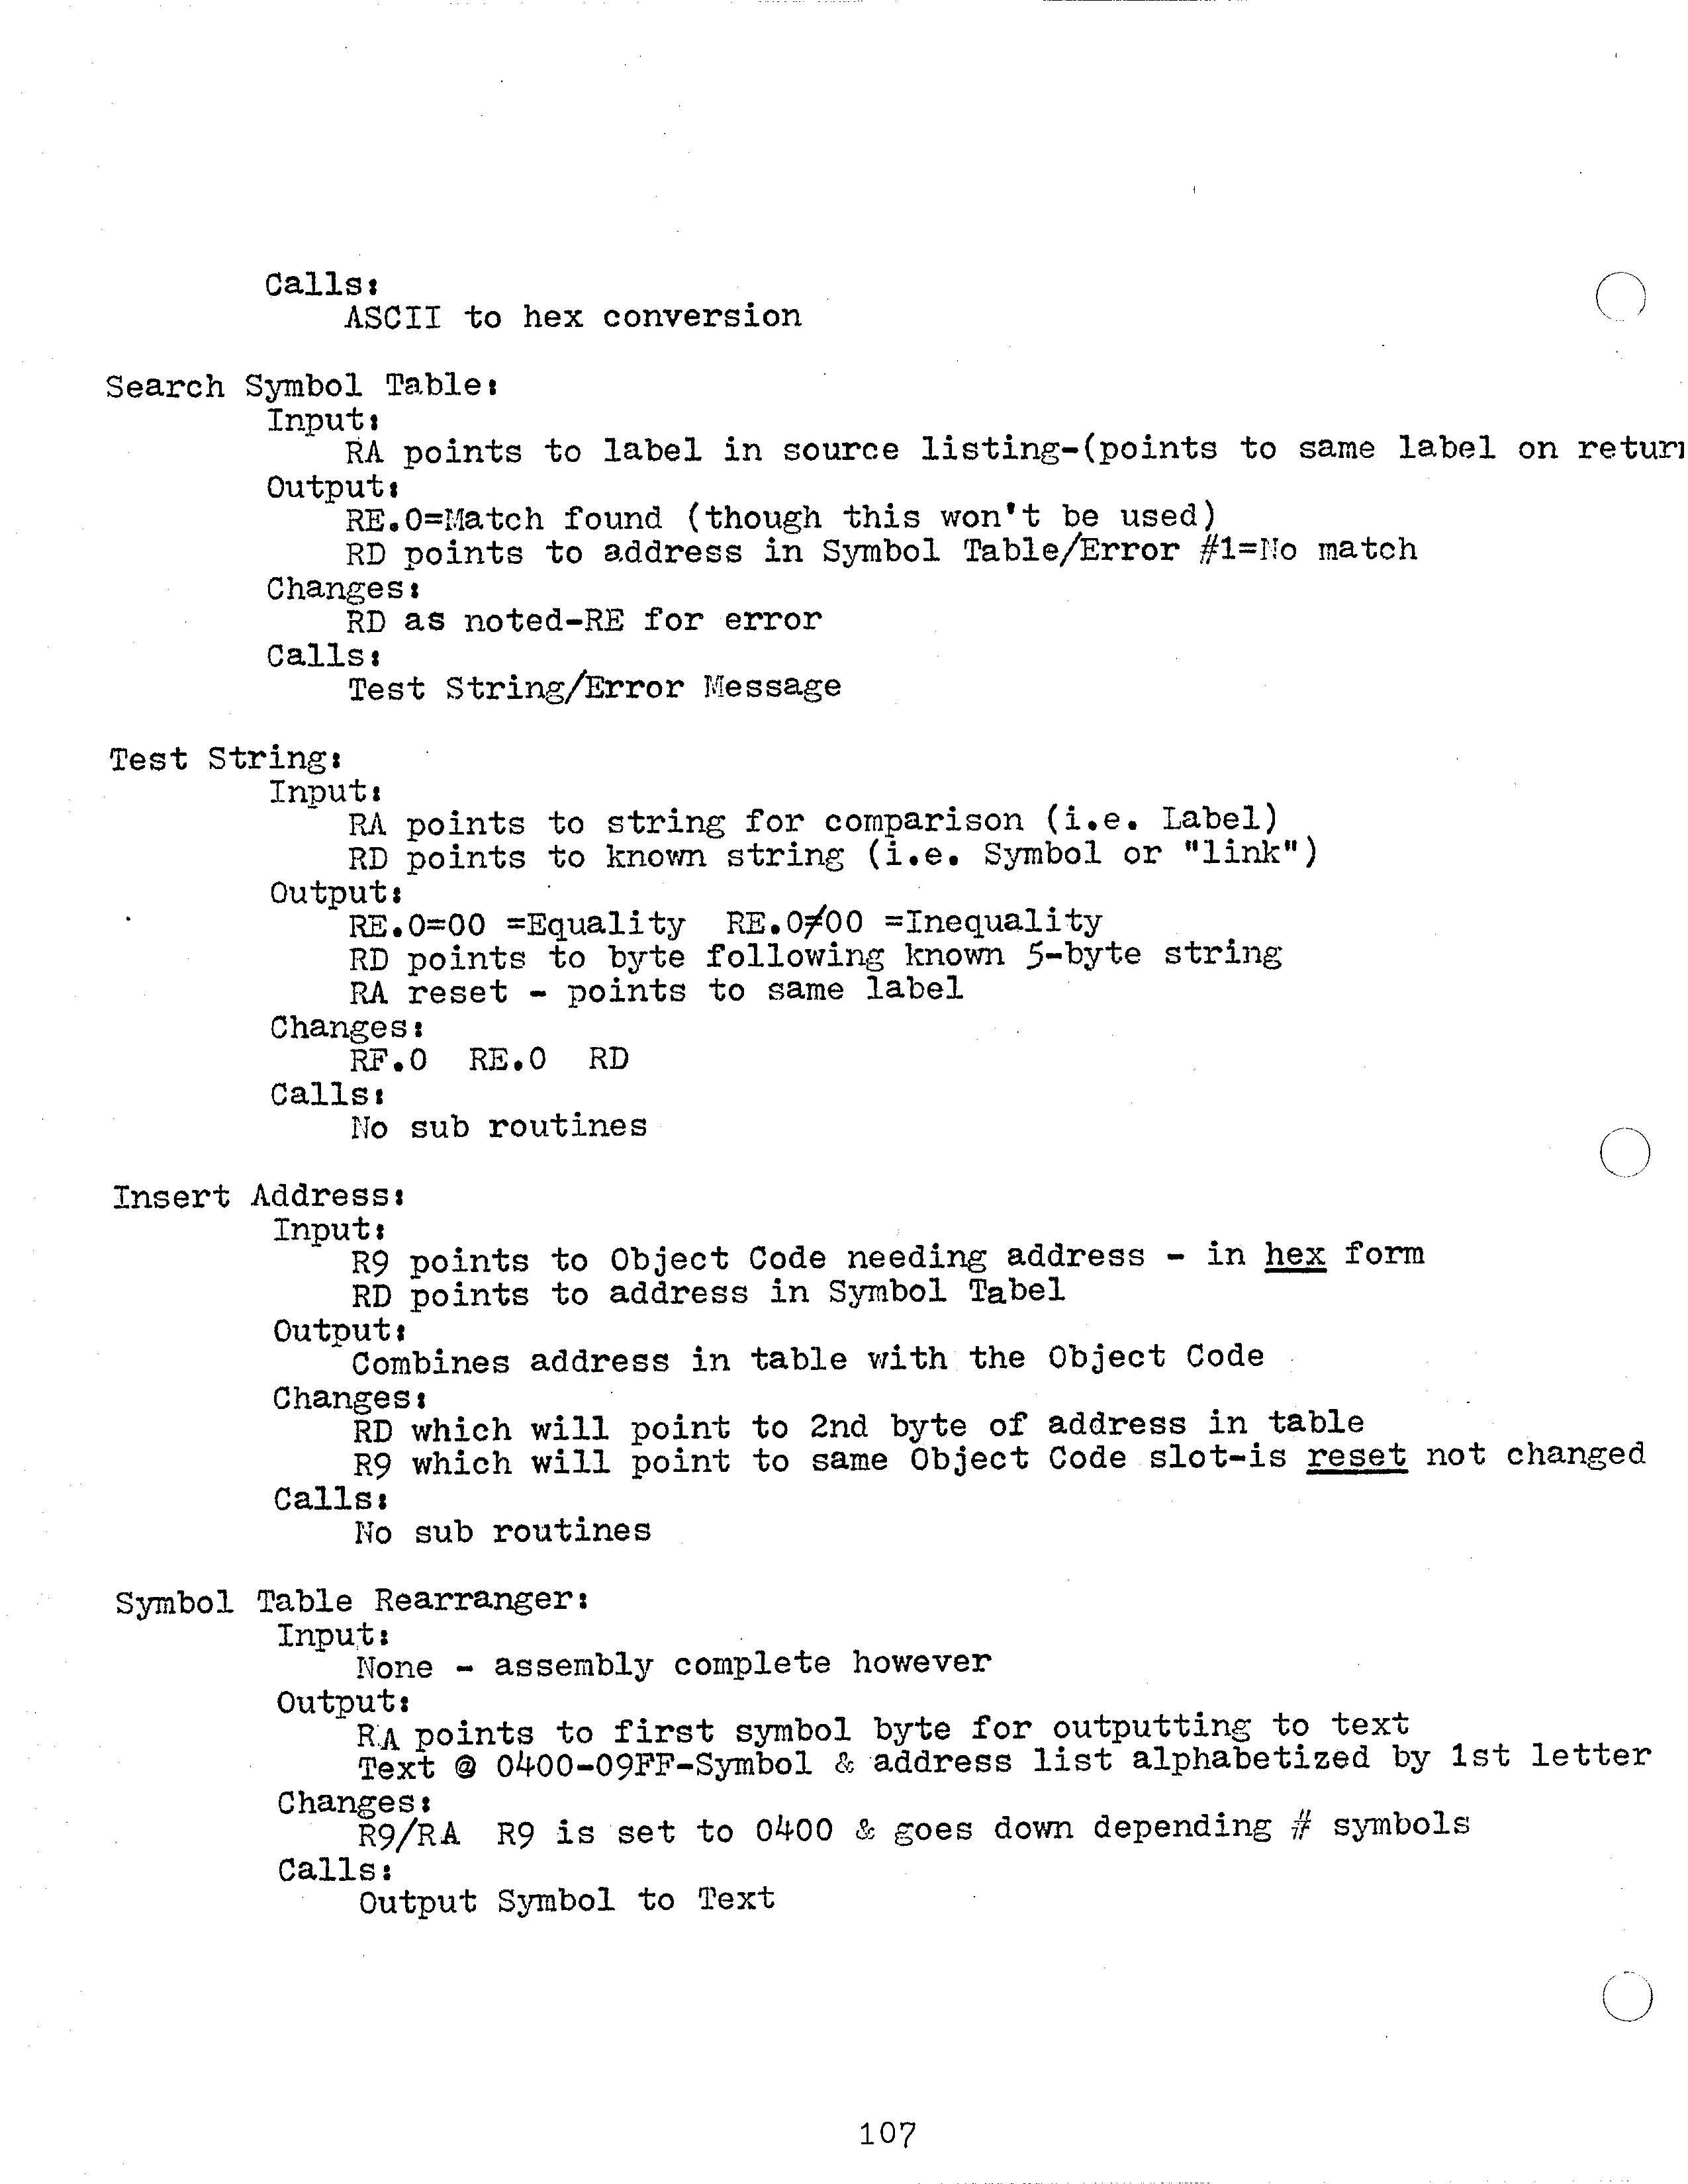 Calls:
ASCII to hex conversion
Search Symbol Table:
Input:
RA points to label in source listing-(points to same label on
Output:
RE.0=Match found (though this won't be used)
RD points to address in Symbol Table/Error #1=No match
Changes:
RD as noted-RE for error
Calls:
Test String/Error Message
Test String:
Input:
RA points to string for comparison (i.e. Label)
RD points to known string (i.e. Symbol or "link")
Output:
RE.0=00 =Equality RE.0≠00 =Inequality
RD points to byte following known 5-byte string
RA reset - points to same label
Changes:
RF.0 RE.0 RD
Calls:
No sub routines
Insert Address:
Input:
R9 points to Object Code needing address - in hex form
RD points to address in Symbol Tabel
Output:
Combines address in table with the Object Code
Changes:
RD which will point to 2nd byte of address in table
R9 which will point to same Object Code slot-is reset not changed
Calls:
No sub routines
Symbol Table Rearranger:
Input:
None - assembly complete however
Output:
RA points to first symbol byte for outputting to text
Text @ 0400-09FF-Symbol & address list alphabetized by 1st letter
Changes:
R9/RA R9 is set to 0400 & goes down depending # symbols
Calls:
Output Symbol to Text
107